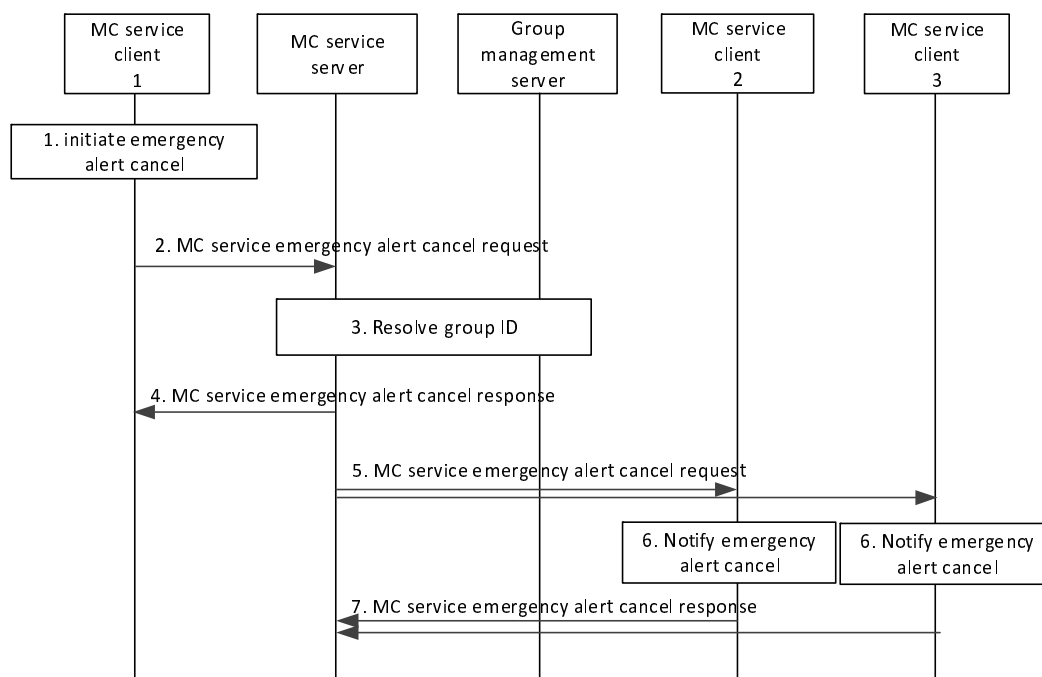 MC service
client
1
MC service
server
Group
management
server
MC service
client
2
MC service
client
3
1. initiate emergency
alert cancel
2. MC service emergency alert cancel request
3. Resolve group ID
4. MC service emergency alert cancel response
5. MC service emergency alert cancel request
6. Notify emergency
alert cancel
6. Notify emergency
alert cancel
7. MC service emergency alert cancel response